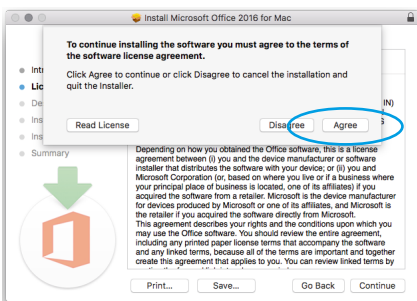 Install Microsoft Office 2016 for Mac
To continue installing the software you must agree to the terms of
the software license agreement.
Click Agree to continue or click Disagree to cancel the installation and
quit the Installer.
Read License
Disagree
Agree
Summary
Depending on how you obtained the Office software, this is a license
agreement between (i) you and the device manufacturer or software
installer that distributes the software with your device; or (ii) you and
Microsoft Corporation (or, based on where you live or if a business where
your principal place of business is located, one of its affiliates) if you
acquired the software from a retailer. Microsoft is the device manufacturer
for devices produced by Microsoft or one of its affiliates, and Microsoft is
the retailer if you acquired the software directly from Microsoft.
This agreement describes your rights and the conditions upon which you
may use the Office software. You should review the entire agreement,
including any printed paper license terms that accompany the software
and any linked terms, because all of the terms are important and together
create this agreement that applies to you. You can review linked terms by
Print...
Save...
Go Back
Continue